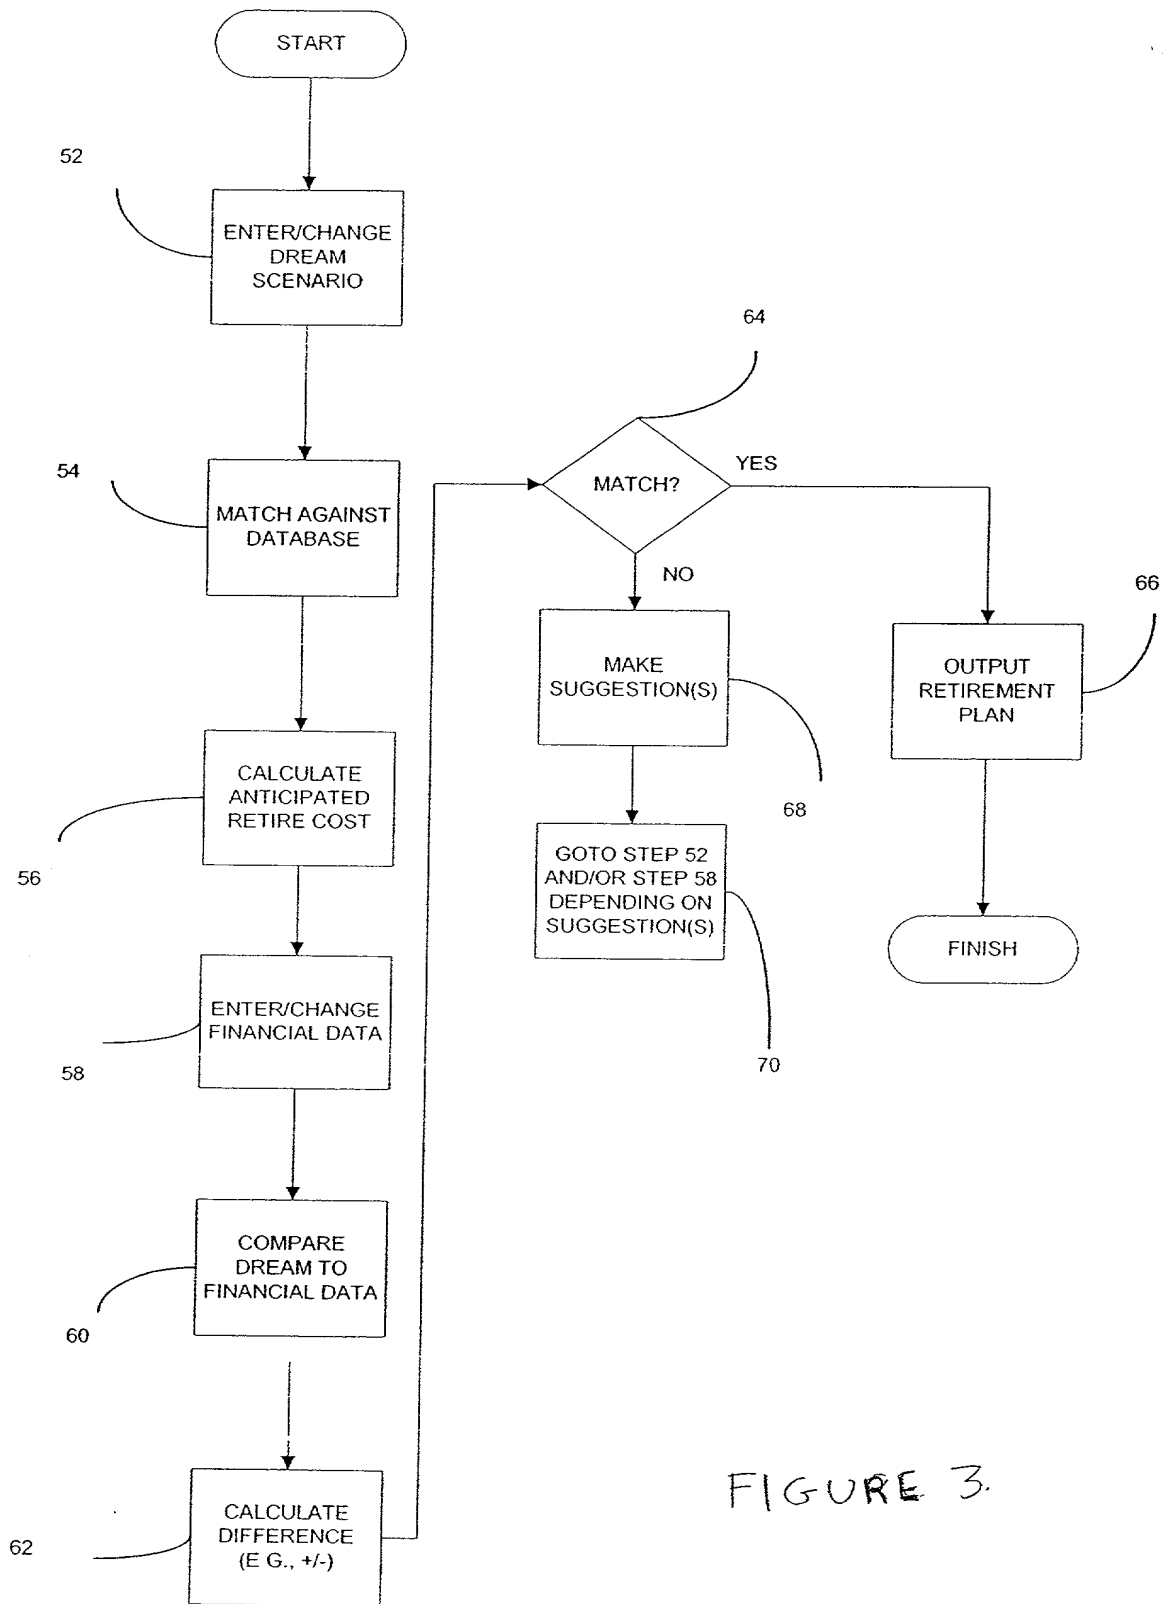 START
52
ENTER/CHANGE
DREAM
SCENARIO
54
MATCH AGAINST
DATABASE
CALCULATE
ANTICIPATED
RETIRE COST
56
ENTER/CHANGE
FINANCIAL DATA
58
COMPARE
DREAM TO
FINANCIAL DATA
60
CALCULATE
DIFFERENCE
(E G., +/-)
62
64
MATCH?
YES
NO
MAKE
SUGGESTION(S)
68
GOTO STEP 52
AND/OR STEP 58
DEPENDING ON
SUGGESTION(S)
70
66
OUTPUT
RETIREMENT
PLAN
FINISH
FIGURE 3.